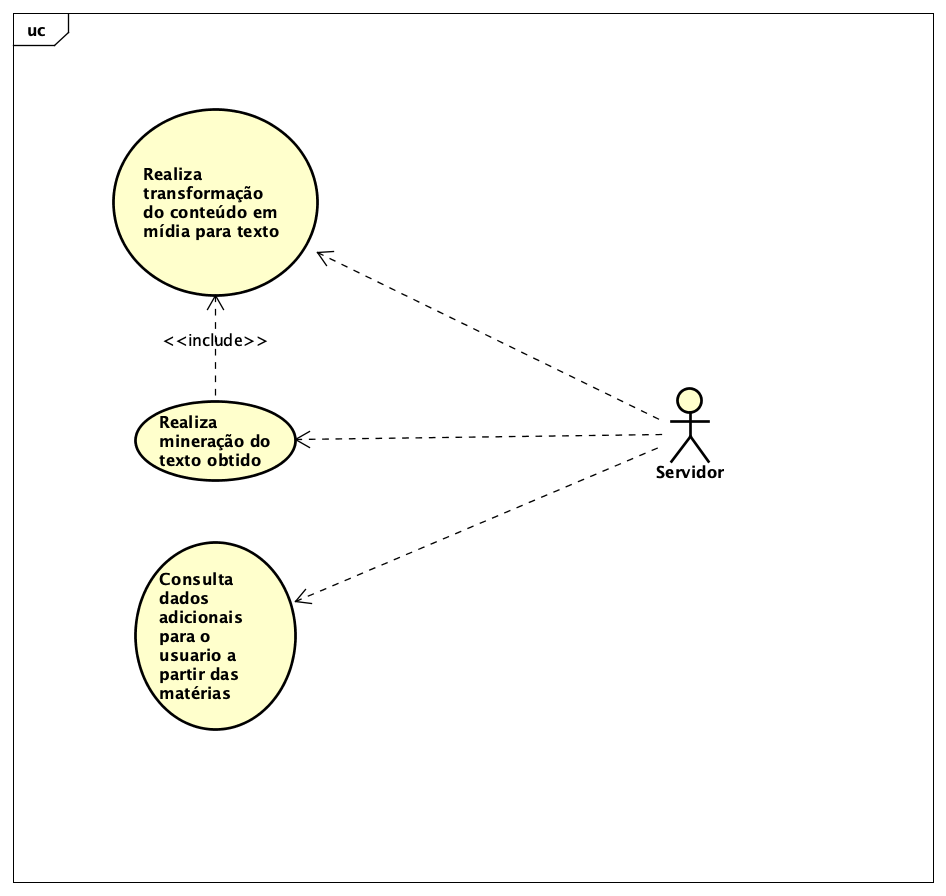 uc
Realiza
transformação
do conteúdo em
mídia para texto
<<include>>
Realiza
mineração do
texto obtido
Servidor
Consulta
dados
adicionais
para o
usuario a
partir das
matérias